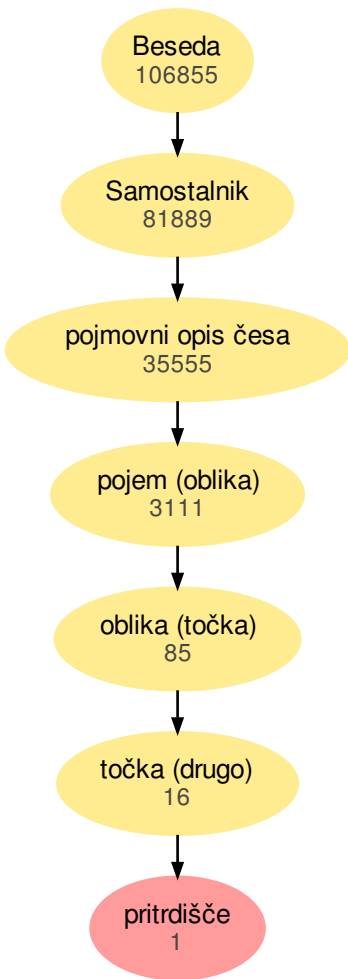 Beseda
106855
Samostalnik
81889
pojmovni opis česa
35555
pojem (oblika)
3111
oblika (točka)
85
točka (drugo)
16
pritrdišče
1